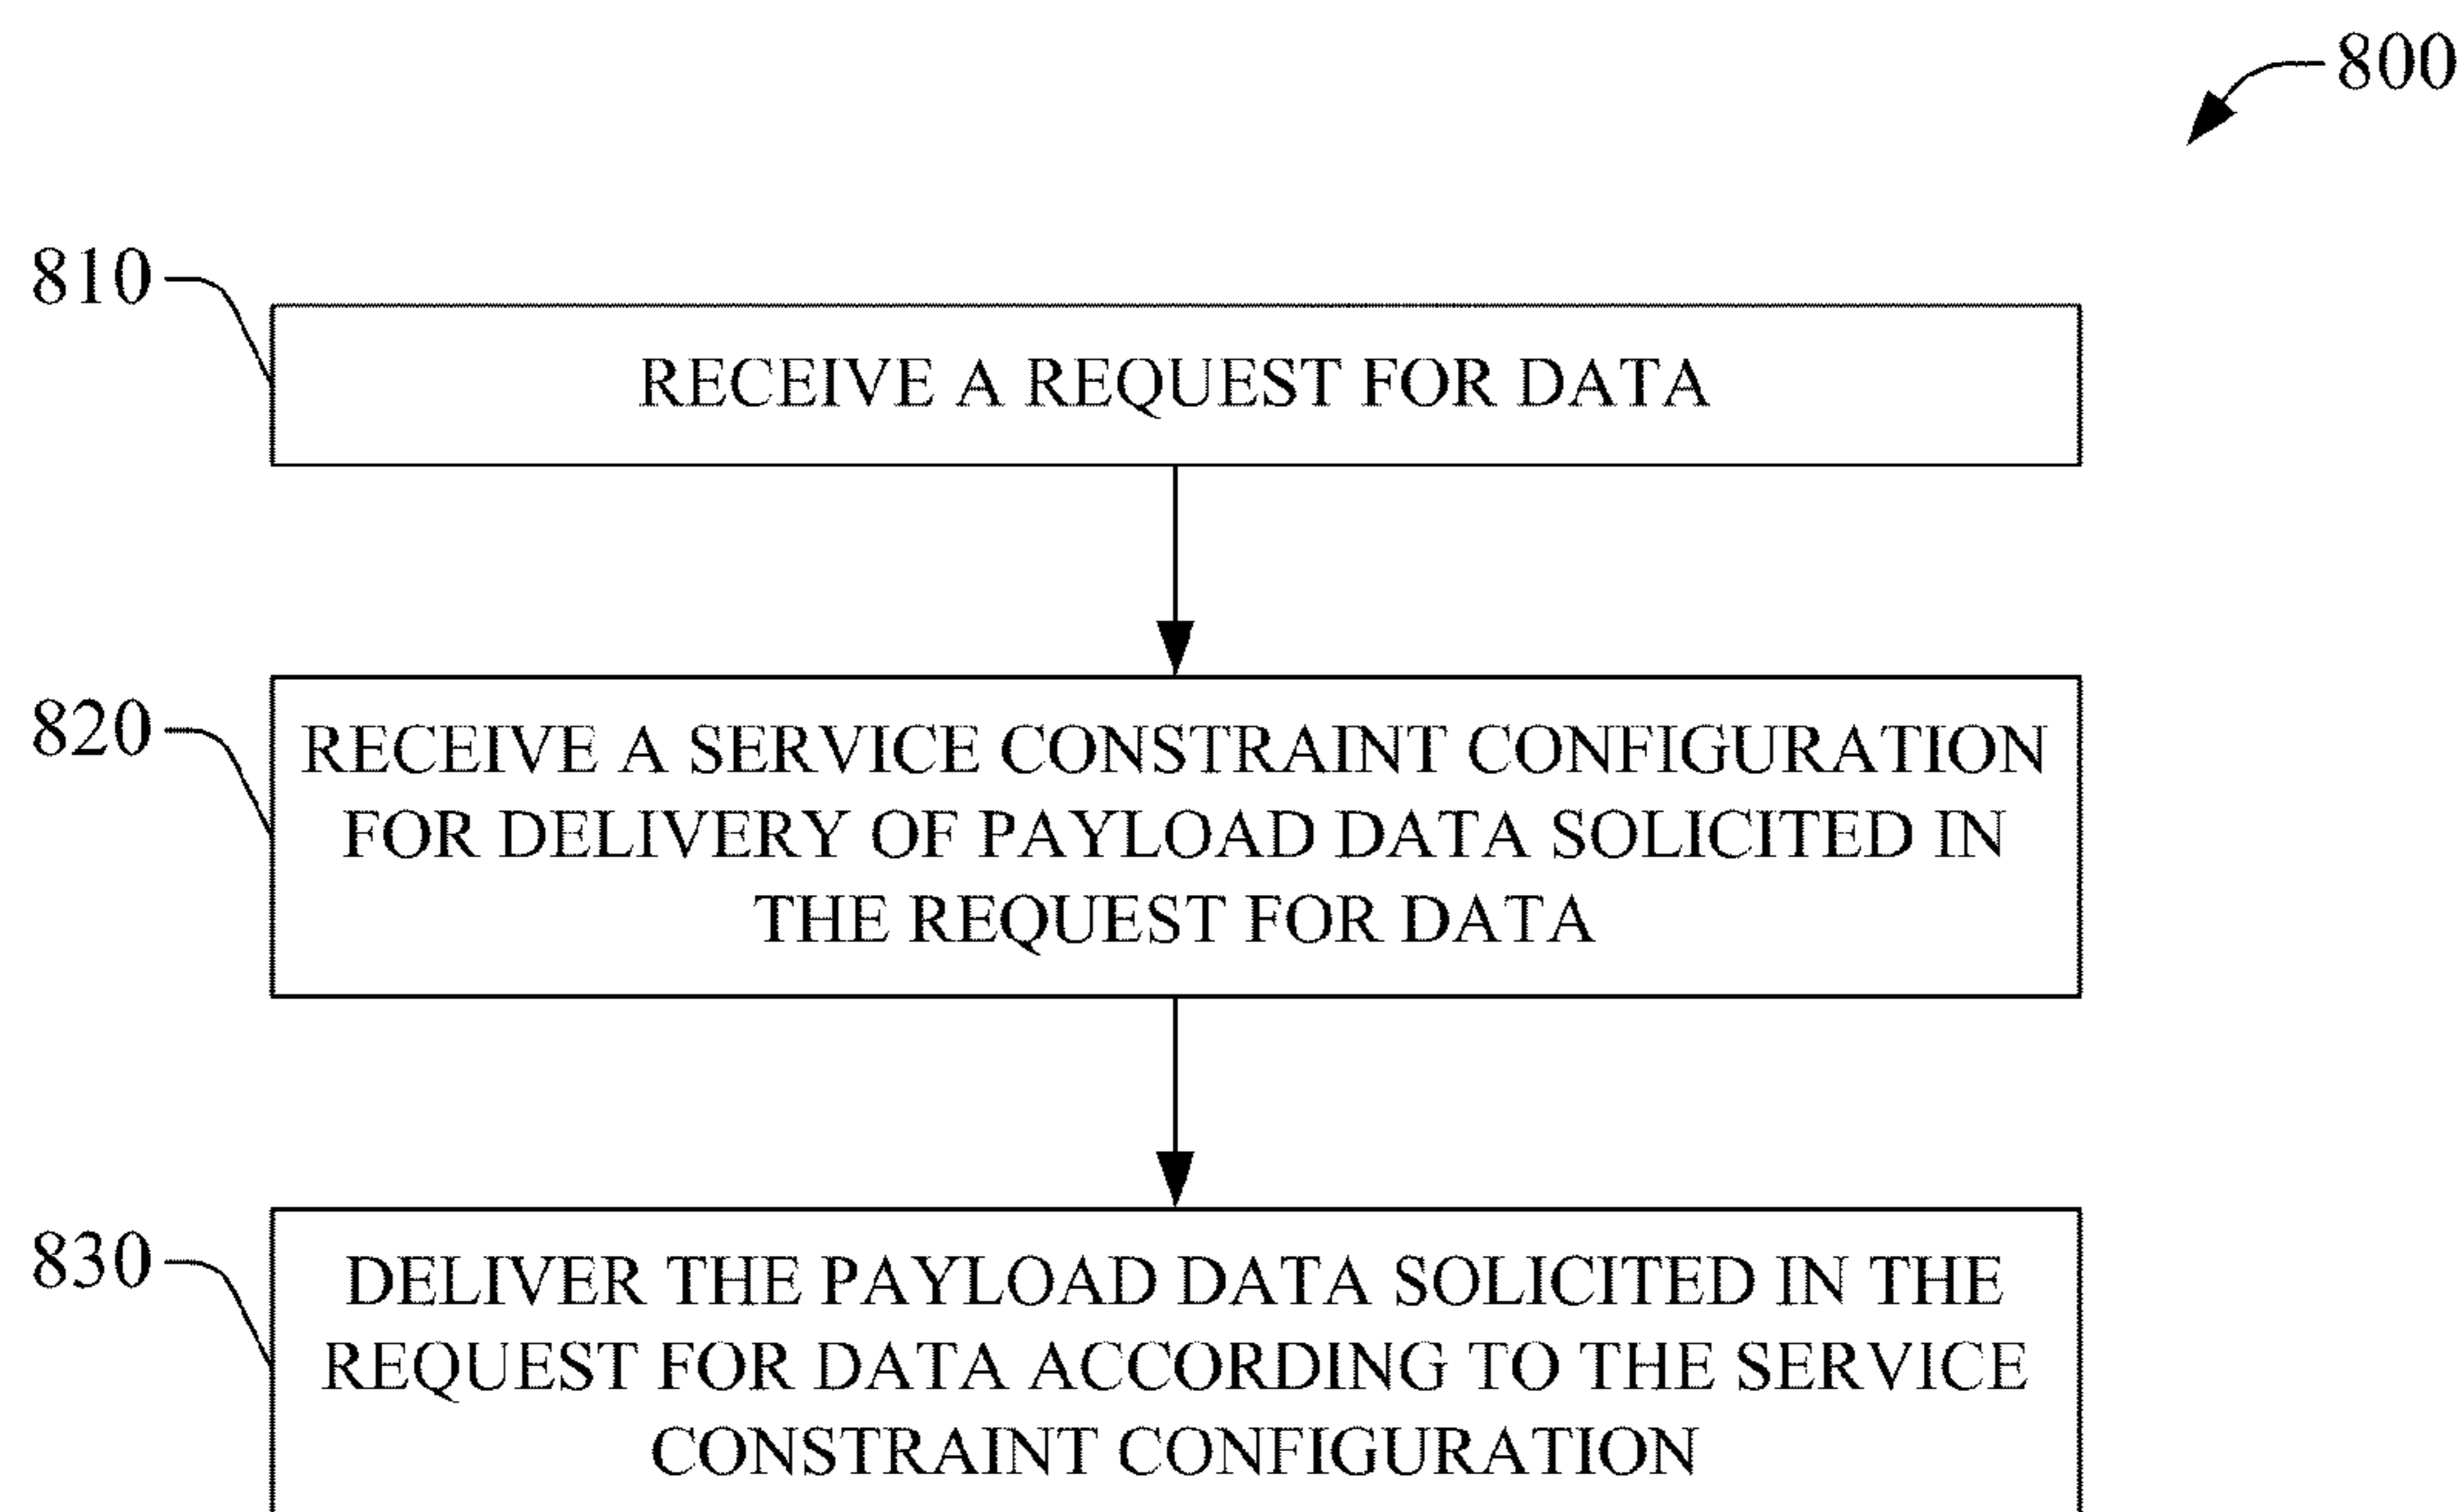 800
810
RECEIVE A REQUEST FOR DATA
820
RECEIVE A SERVICE CONSTRAINT CONFIGURATION
FOR DELIVERY OF PAYLOAD DATA SOLICITED IN
THE REQUEST FOR DATA
830
DELIVER THE PAYLOAD DATA SOLICITED IN THE
REQUEST FOR DATA ACCORDING TO THE SERVICE
CONSTRAINT CONFIGURATION